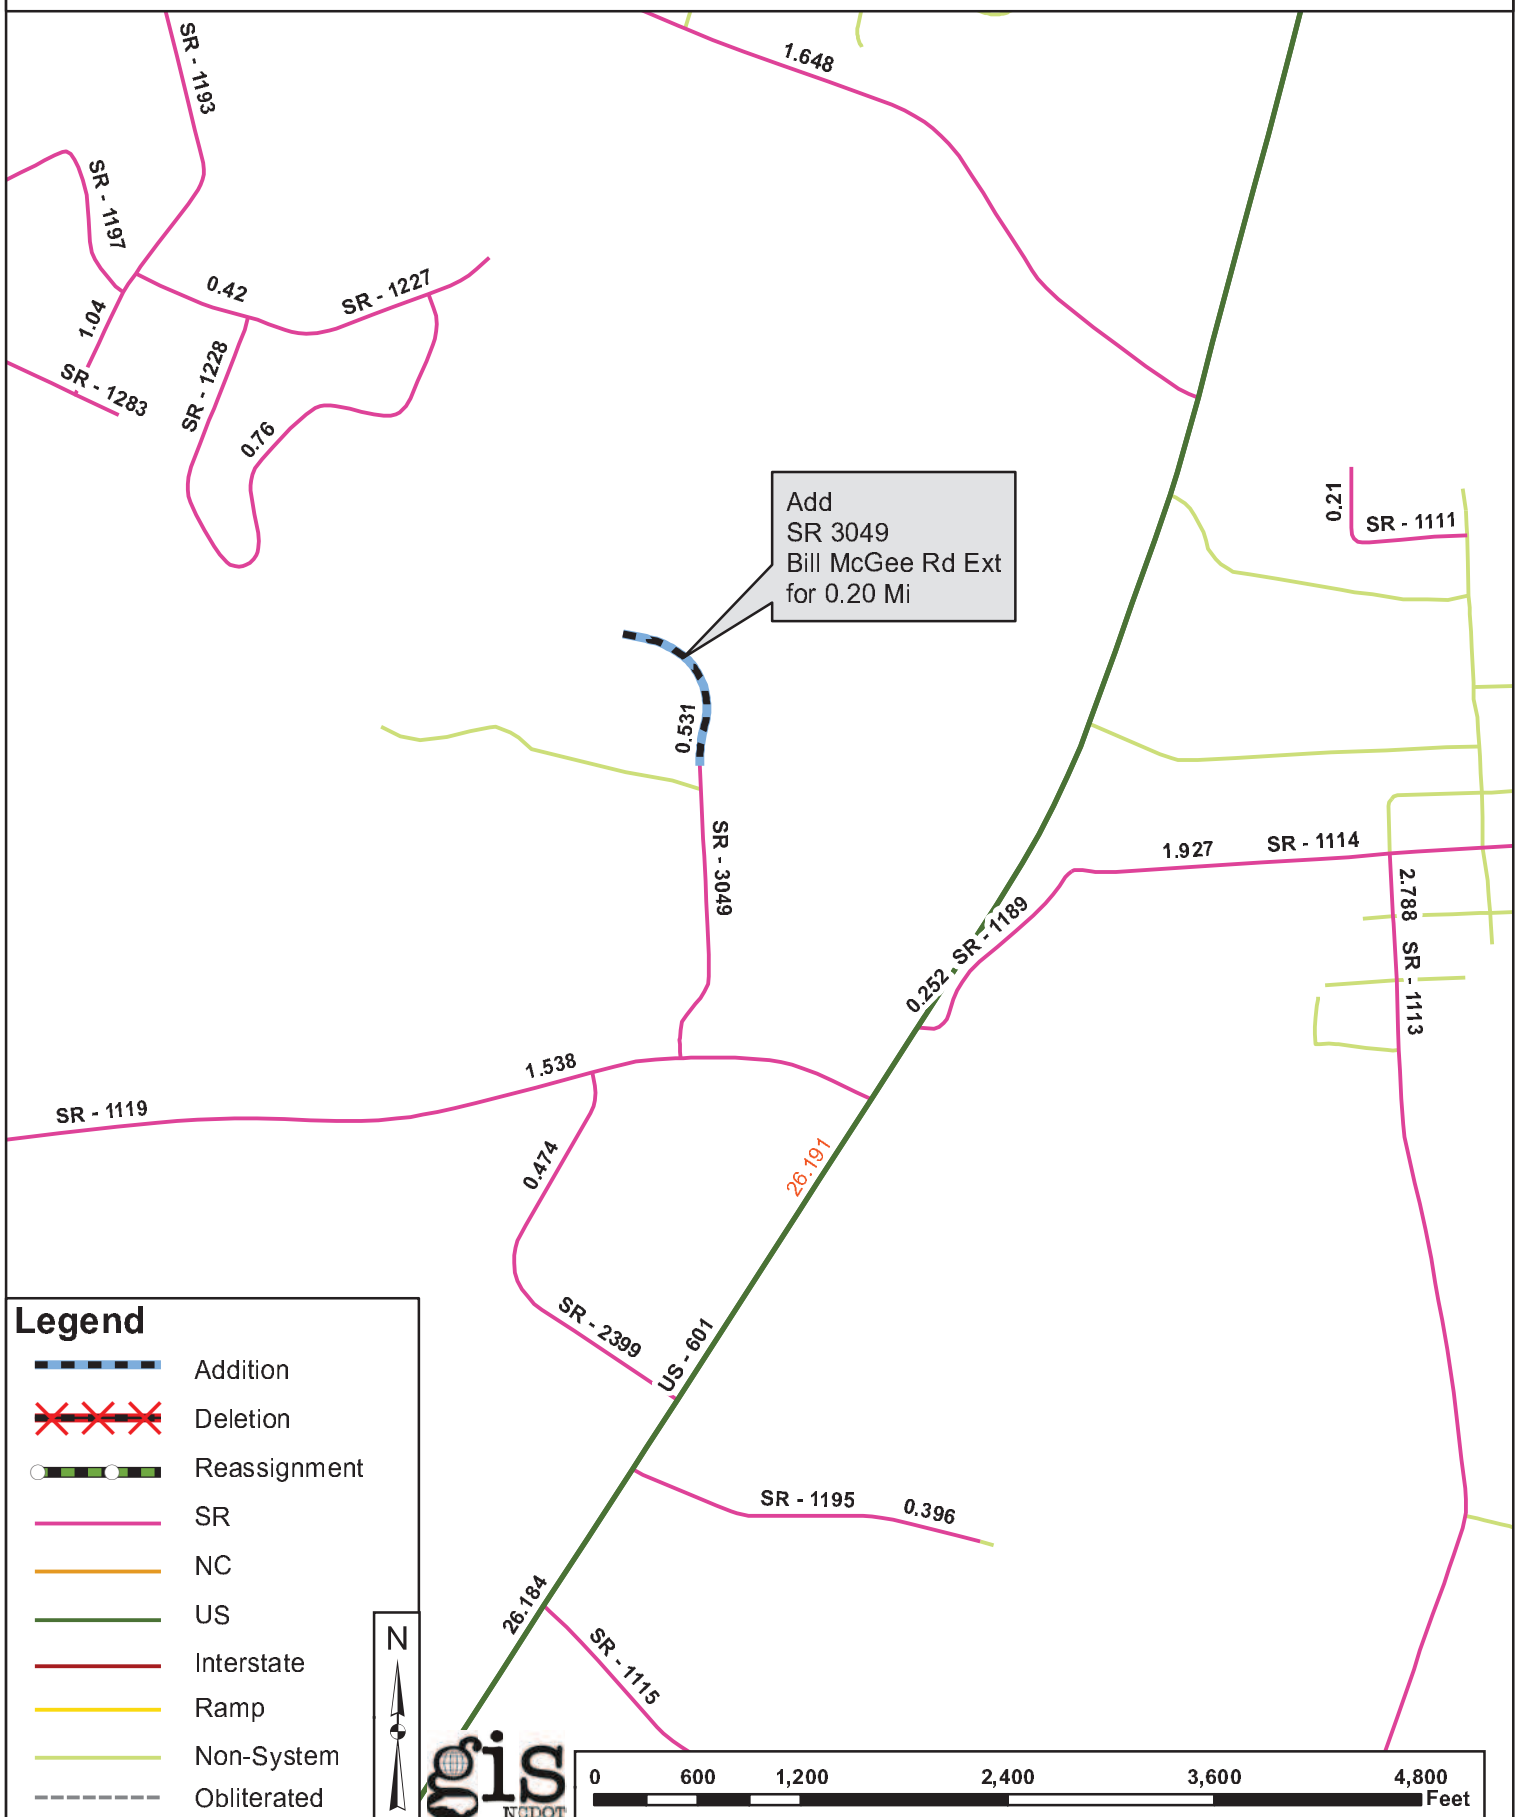 SR - 1193
1.648
SR - 1197
0.42
SR - 1227
1.04
SR - 1228
SR - 1283
0.76
Add
SR 3049
Bill McGee Rd Ext
for 0.20 Mi
0.21
SR - 1111
0.531
SR - 3049
1.927
SR - 1114
2.788
SR - 1113
SR - 1189
0.252
1.538
SR - 1119
0.474
26.191
SR - 2399
US - 601
SR - 1195
0.396
26.184
SR - 1115
Legend
Addition
Deletion
Reassignment
SR
NC
US
Interstate
Ramp
Non-System
Obliterated
N
gis
NCDOT
0 600 1,200 2,400 3,600 4,800
Feet